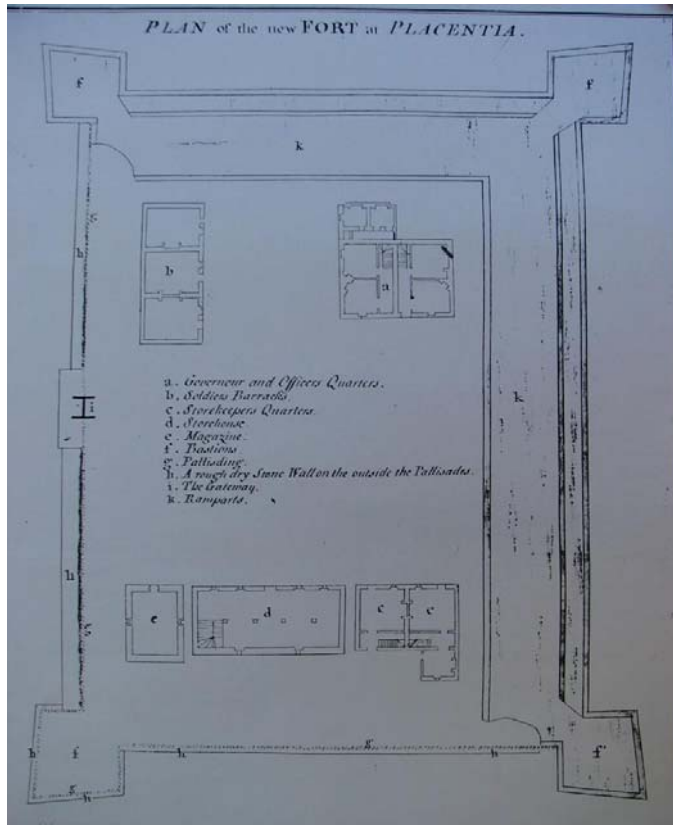 PLAN of the new FORT at PLACENTIA.
f
f
k
b
a
a. Governour and Officers Quarters.
b. Soldiers Barracks.
c. Storekeepers Quarters.
d. Storehouse
e. Magazine.
f. Bastions.
g. Pallisding.
h. A rough dry Stone Wall on the outside the Pallisades.
i. The Gateway.
k. Ramparts.
h
e
d
c
c
g
h
h
h
f
f
g
h